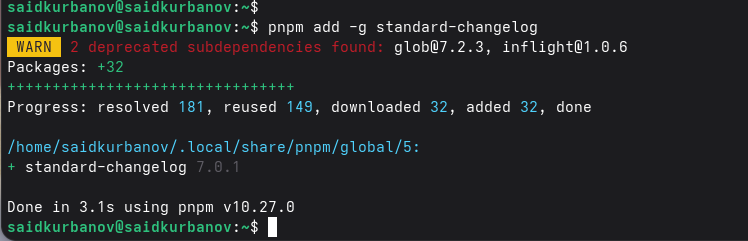 saidkurbanov@saidkurbanov:~$
saidkurbanov@saidkurbanov:~$ pnpm add -g standard-changelog
WARN 2 deprecated subdependencies found: glob@7.2.3, inflight@1.0.6
Packages: +32
++++++++++++++++++++++++++++++++
Progress: resolved 181, reused 149, downloaded 32, added 32, done
/home/saidkurbanov/.local/share/pnpm/global/5:
+ standard-changelog 7.0.1
Done in 3.1s using pnpm v10.27.0
saidkurbanov@saidkurbanov:~$